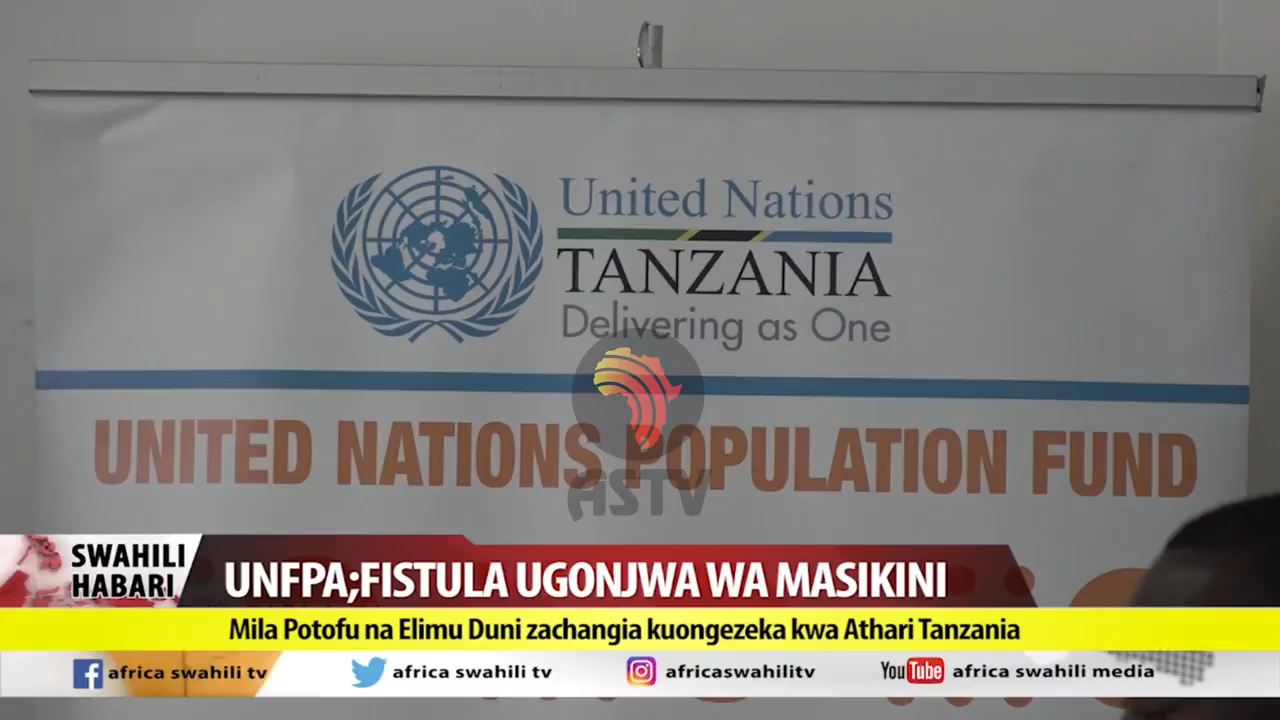 United Nations
TANZANIA
Delivering as One
UNITED NATIONS POPULATION FUND
ASTV
SWAHILI
HABARI
UNFPA;FISTULA UGONJWA WA MASIKINI
Mila Potofu na Elimu Duni zachangia kuongezeka kwa Athari Tanzania
africa swahili tv
africa swahili tv
africaswahilitv
YouTube africa swahili media